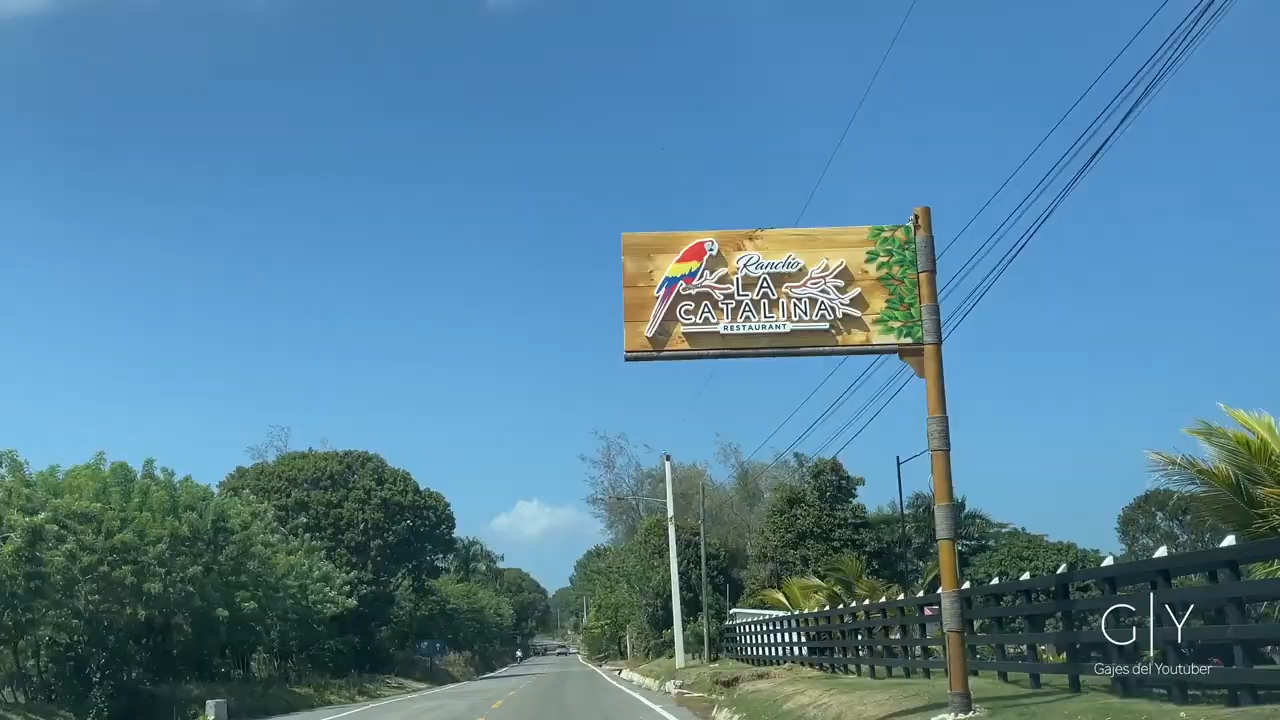 Rancho
LA
CATALINA
RESTAURANT
G|Y
Gajes del Youtuber